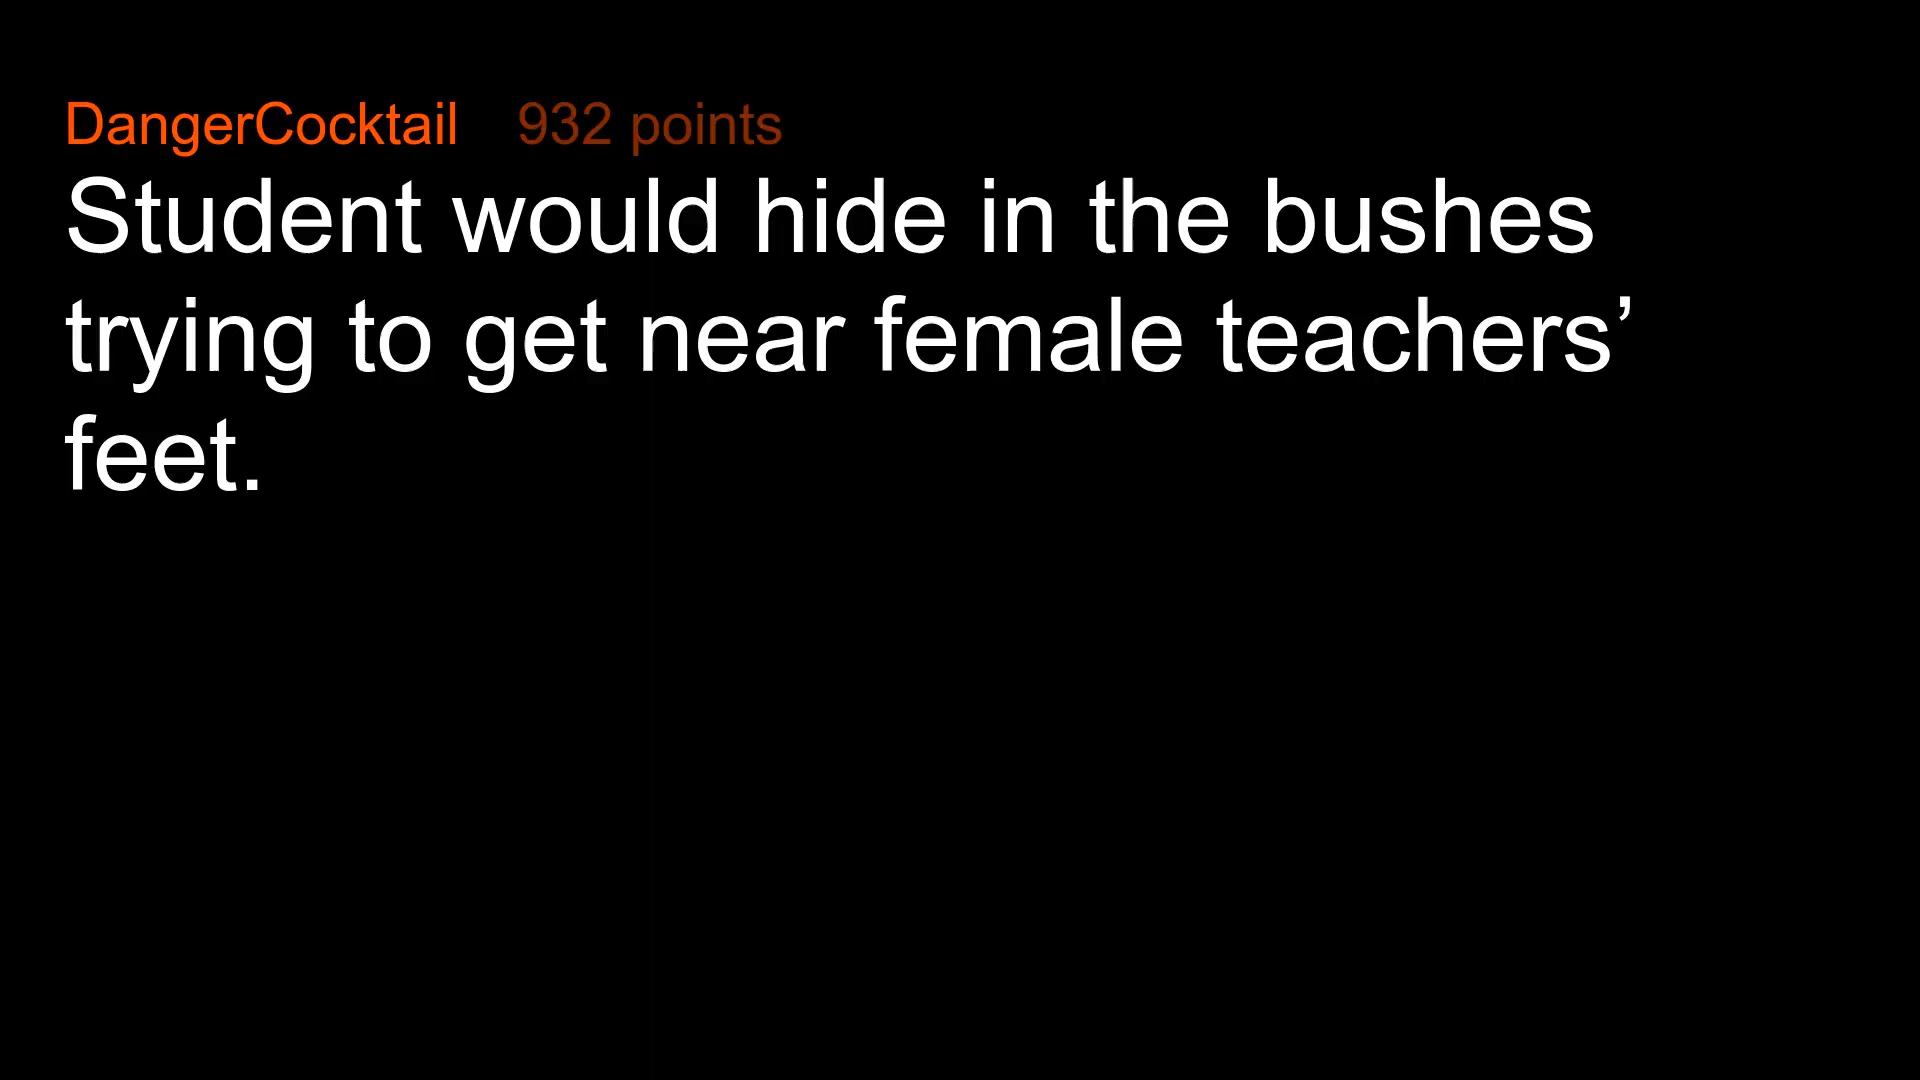 DangerCocktail 932 points
Student would hide in the bushes
trying to get near female teachers’
feet.